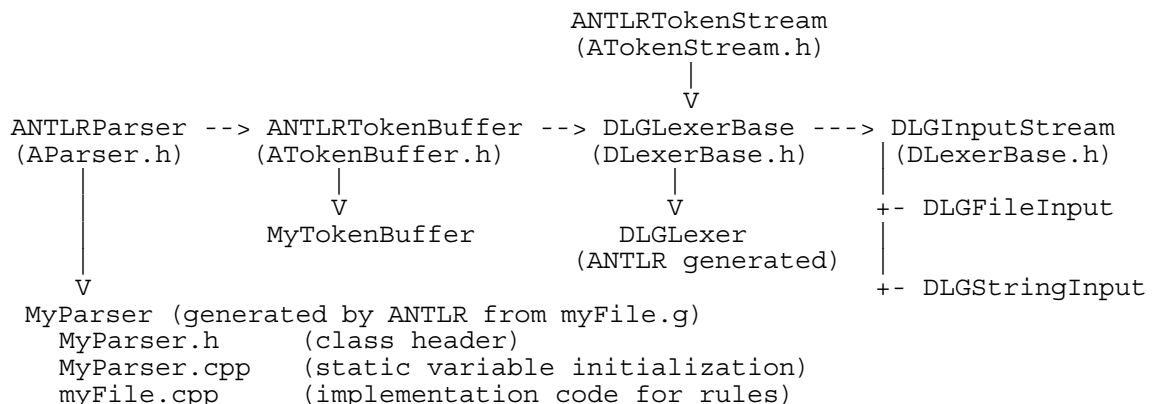 ANTLRTokenStream
(ATokenStream.h)
|
V
ANTLRParser --> ANTLRTokenBuffer --> DLGLexerBase ---> DLGInputStream
(AParser.h) (ATokenBuffer.h) (DLexerBase.h) |(DLexerBase.h)
| | | |
| V V +- DLGFileInput
| MyTokenBuffer DLGLexer |
| (ANTLR generated) |
V +- DLGStringInput
MyParser (generated by ANTLR from myFile.g)
MyParser.h (class header)
MyParser.cpp (static variable initialization)
myFile.cpp (implementation code for rules)